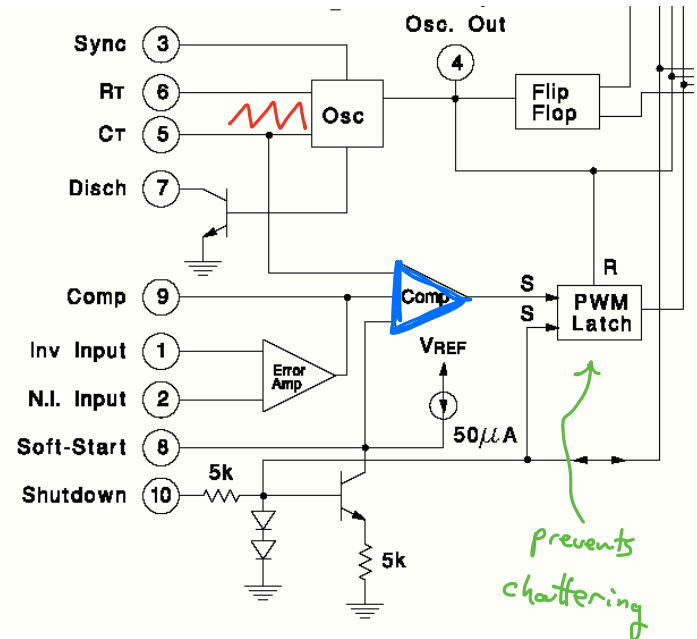 Osc. Out
Sync 3
4
RT 6
Osc
Flip
Flop
CT 5
Disch 7
R
Comp 9
Comp
S
S
PWM
Latch
VREF
Inv Input 1
Error
Amp
N.I. Input 2
50μA
Soft-Start 8
5k
Shutdown 10
5k
prevents
chattering